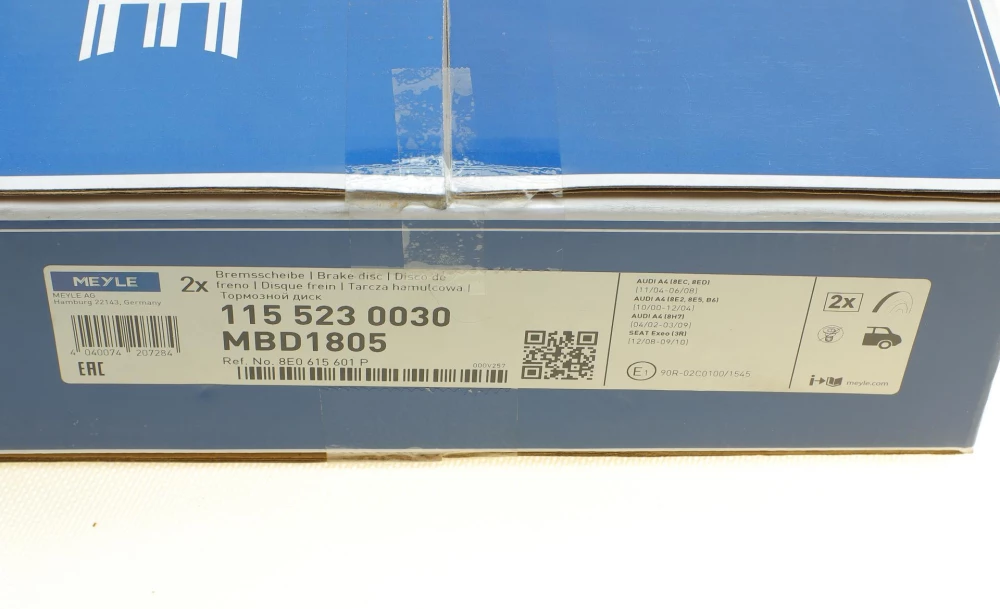 E
MEYLE
MEYLE AG
Hamburg 22143, Germany
4 040074 207284
EAC
2x
Bremsscheibe | Brake disc | Disco de
freno | Disque frein | Tarcza hamulcowa |
Тормозной диск
115 523 0030
MBD1805
Ref. No. 8E0 615 601 P
000V257
AUDI A4 (8EC, 8ED)
(11/04-06/08)
AUDI A4 (8E2, 8E5, B6)
(10/00-12/04)
AUDI A4 (8H7)
(04/02-03/09)
SEAT Exeo (3R)
(12/08-09/10)
E1 90R-02C0100/1545
2x
meyle.com